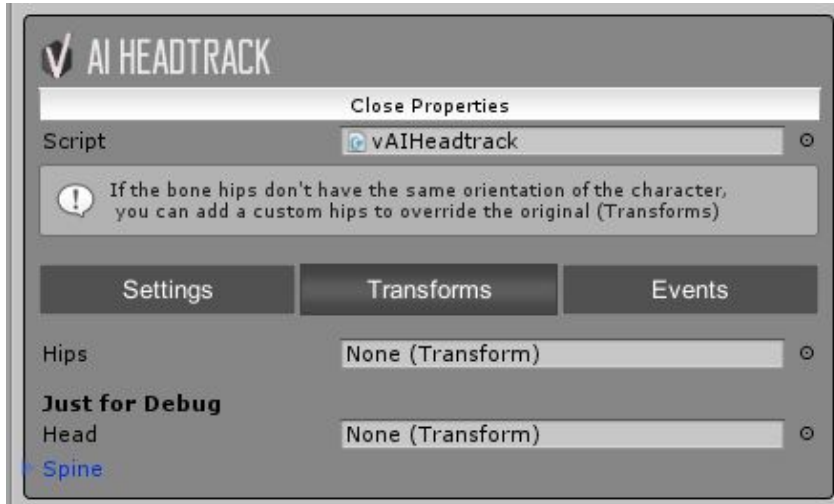 AI HEADTRACK
Close Properties
Script vAIHeadtrack
If the bone hips don't have the same orientation of the character,
you can add a custom hips to override the original (Transforms)
Settings Transforms Events
Hips None (Transform)
Just for Debug
Head None (Transform)
Spine